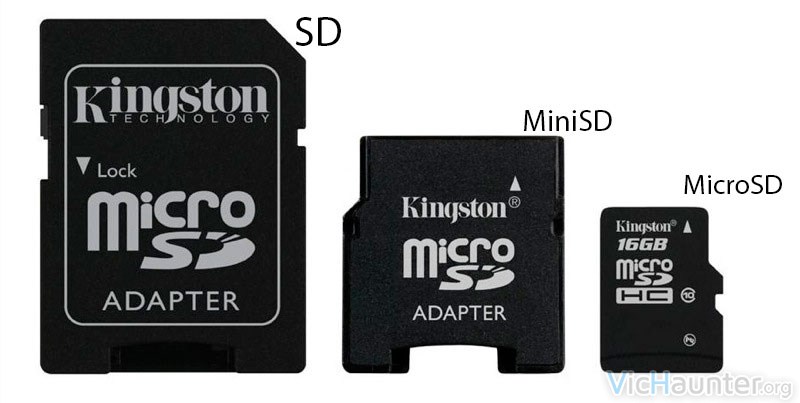 SD
Kingston
TECHNOLOGY
Lock
micro
SD
ADAPTER
MiniSD
Kingston®
micro
SD
ADAPTER
MicroSD
Kingston®
16GB
micro
SD
HC 10
VicHaunter.org